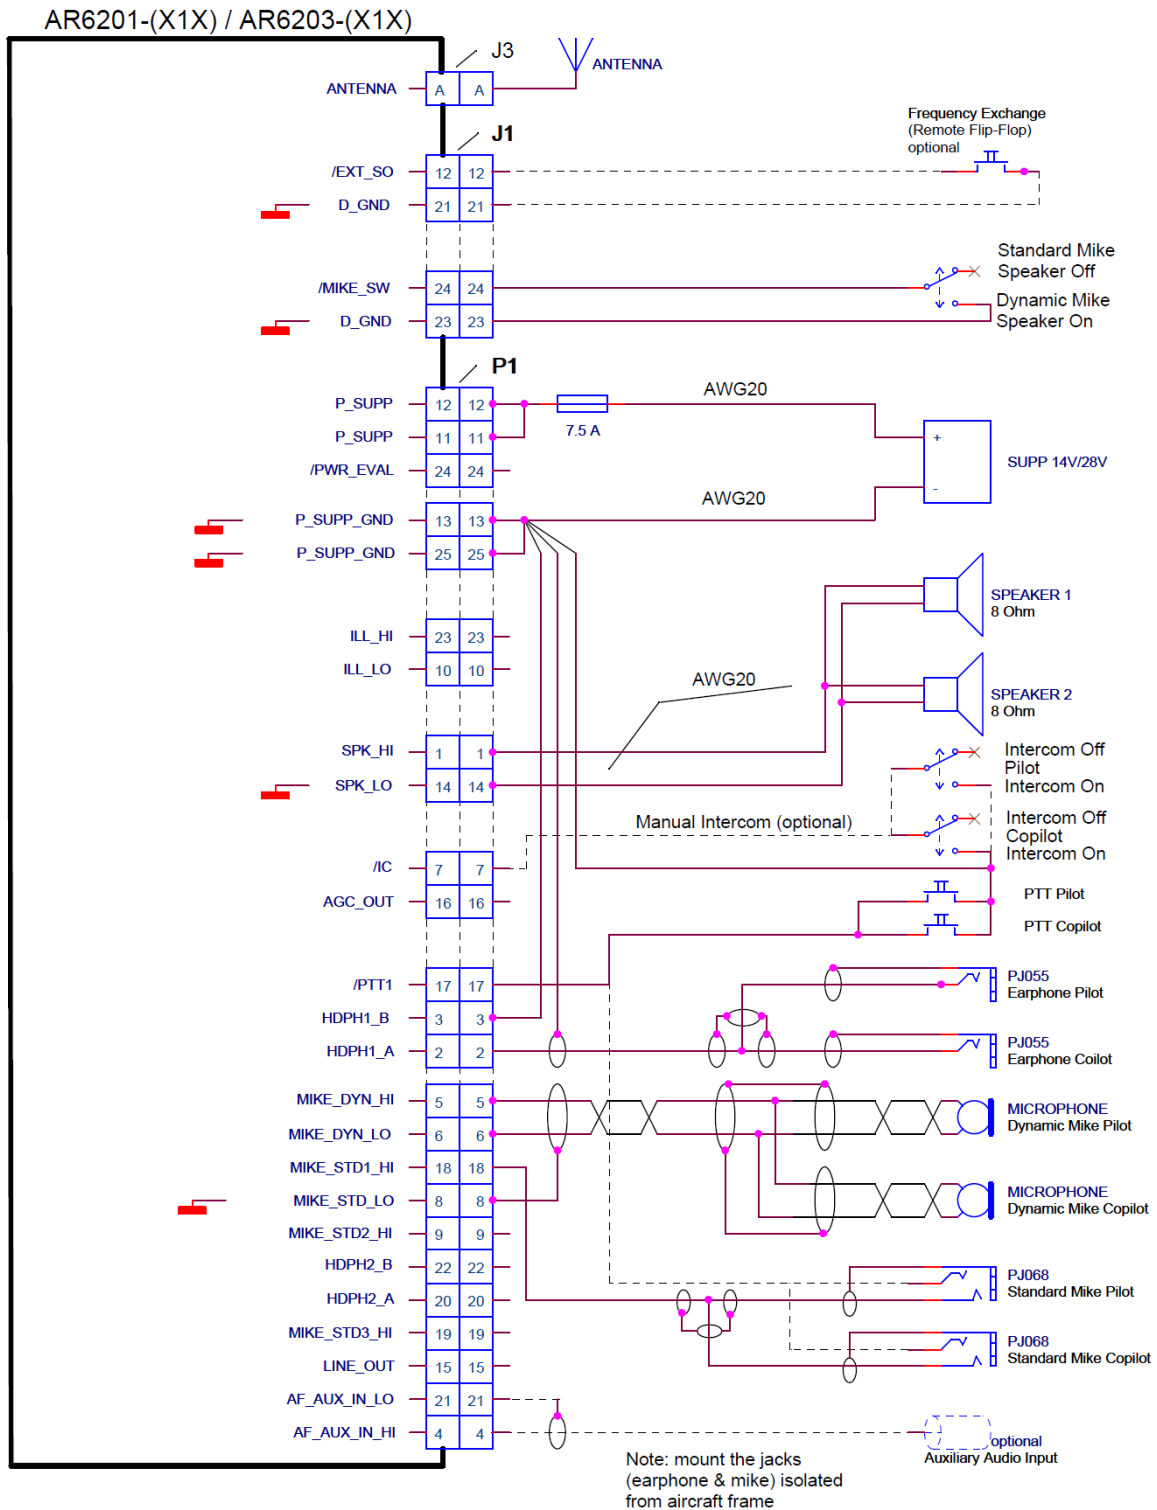 AR6201-(X1X) / AR6203-(X1X)
J3
ANTENNA
ANTENNA A A
J1
Frequency Exchange
(Remote Flip-Flop)
optional
/EXT_SO 12 12
D_GND 21 21
Standard Mike
Speaker Off
/MIKE_SW 24 24
Dynamic Mike
Speaker On
D_GND 23 23
P1
AWG20
P_SUPP 12 12
7.5 A
P_SUPP 11 11
+
SUPP 14V/28V
/PWR_EVAL 24 24
-
AWG20
P_SUPP_GND 13 13
P_SUPP_GND 25 25
SPEAKER 1
8 Ohm
ILL_HI 23 23
ILL_LO 10 10
AWG20
SPEAKER 2
8 Ohm
SPK_HI 1 1
SPK_LO 14 14
Intercom Off
Pilot
Intercom On
Manual Intercom (optional)
Intercom Off
Copilot
Intercom On
/IC 7 7
AGC_OUT 16 16
PTT Pilot
PTT Copilot
/PTT1 17 17
PJ055
Earphone Pilot
HDPH1_B 3 3
HDPH1_A 2 2
PJ055
Earphone Coilot
MIKE_DYN_HI 5 5
MICROPHONE
Dynamic Mike Pilot
MIKE_DYN_LO 6 6
MIKE_STD1_HI 18 18
MIKE_STD_LO 8 8
MICROPHONE
Dynamic Mike Copilot
MIKE_STD2_HI 9 9
HDPH2_B 22 22
PJ068
Standard Mike Pilot
HDPH2_A 20 20
MIKE_STD3_HI 19 19
PJ068
Standard Mike Copilot
LINE_OUT 15 15
AF_AUX_IN_LO 21 21
AF_AUX_IN_HI 4 4
optional
Auxiliary Audio Input
Note: mount the jacks
(earphone & mike) isolated
from aircraft frame